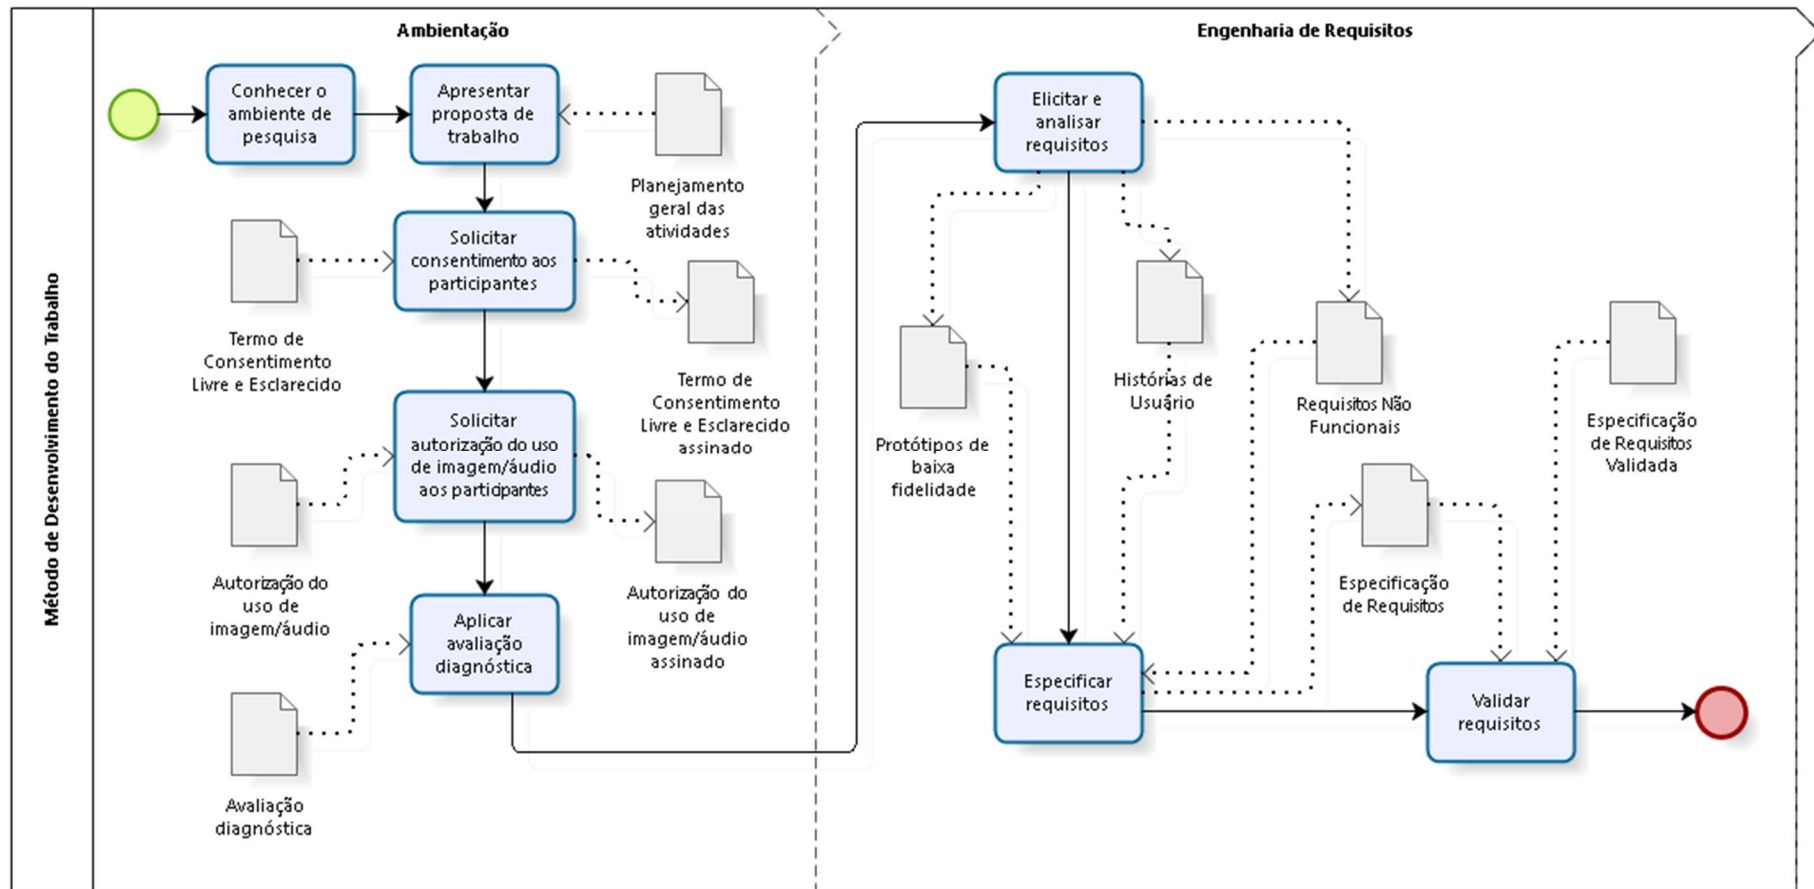 Método de Desenvolvimento do Trabalho
Ambientação
Conhecer o
ambiente de
pesquisa
Apresentar
proposta de
trabalho
Planejamento
geral das
atividades
Solicitar
consentimento aos
participantes
Termo de
Consentimento
Livre e Esclarecido
Termo de
Consentimento
Livre e Esclarecido
assinado
Solicitar
autorização do uso
de imagem/áudio
aos participantes
Autorização do
uso de
imagem/áudio
Autorização do
uso de
imagem/áudio
assinado
Aplicar
avaliação
diagnóstica
Avaliação
diagnóstica
Engenharia de Requisitos
Elicitar e
analisar
requisitos
Protótipos de
baixa
fidelidade
Histórias de
Usuário
Requisitos Não
Funcionais
Especificação
de Requisitos
Validada
Especificação
de Requisitos
Especificar
requisitos
Validar
requisitos